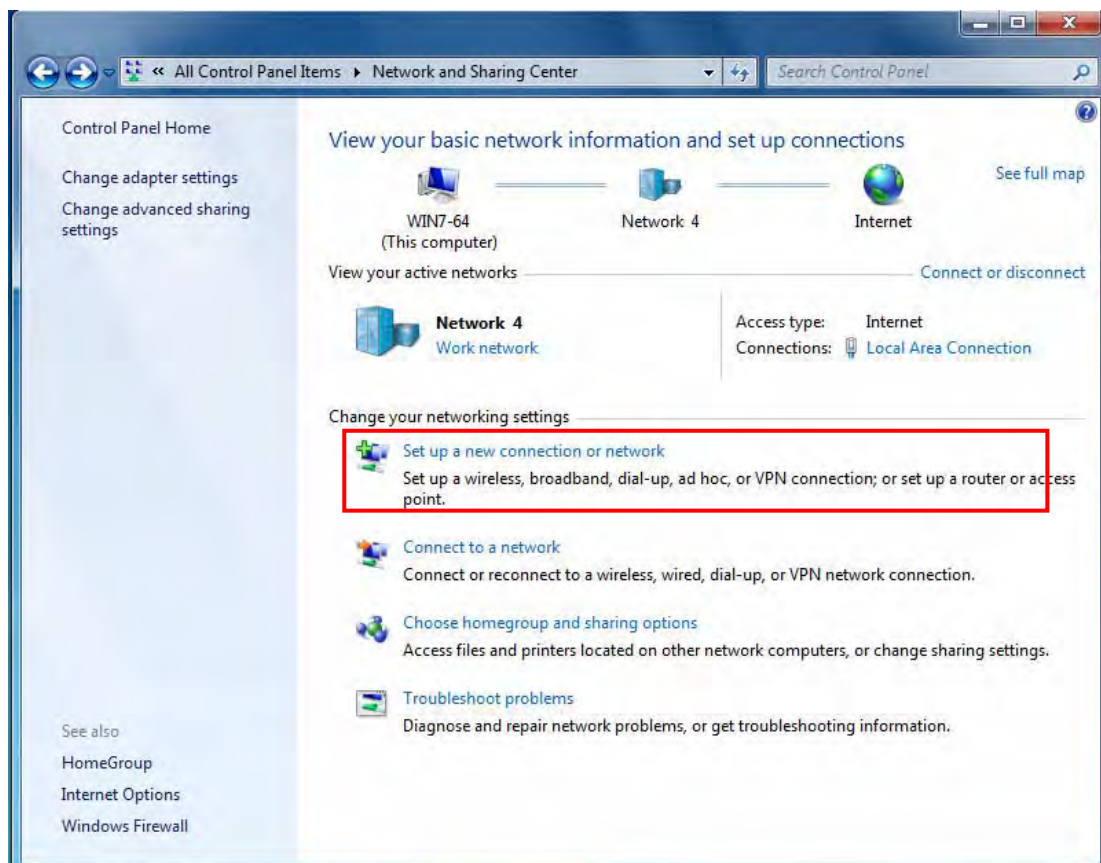 « All Control Panel Items ▸ Network and Sharing Center
Search Control Panel
Control Panel Home
Change adapter settings
Change advanced sharing
settings
See also
HomeGroup
Internet Options
Windows Firewall
View your basic network information and set up connections
See full map
WIN7-64
(This computer)
Network 4
Internet
View your active networks
Connect or disconnect
Network 4
Work network
Access type: Internet
Connections: Local Area Connection
Change your networking settings
Set up a new connection or network
Set up a wireless, broadband, dial-up, ad hoc, or VPN connection; or set up a router or access
point.
Connect to a network
Connect or reconnect to a wireless, wired, dial-up, or VPN network connection.
Choose homegroup and sharing options
Access files and printers located on other network computers, or change sharing settings.
Troubleshoot problems
Diagnose and repair network problems, or get troubleshooting information.